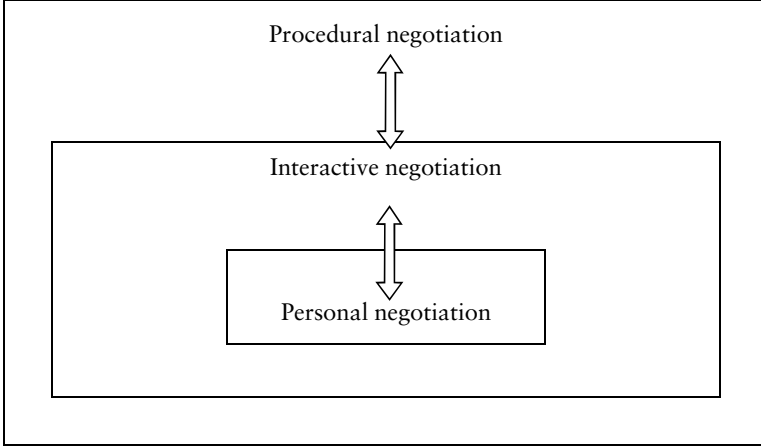 Procedural negotiation
Interactive negotiation
Personal negotiation